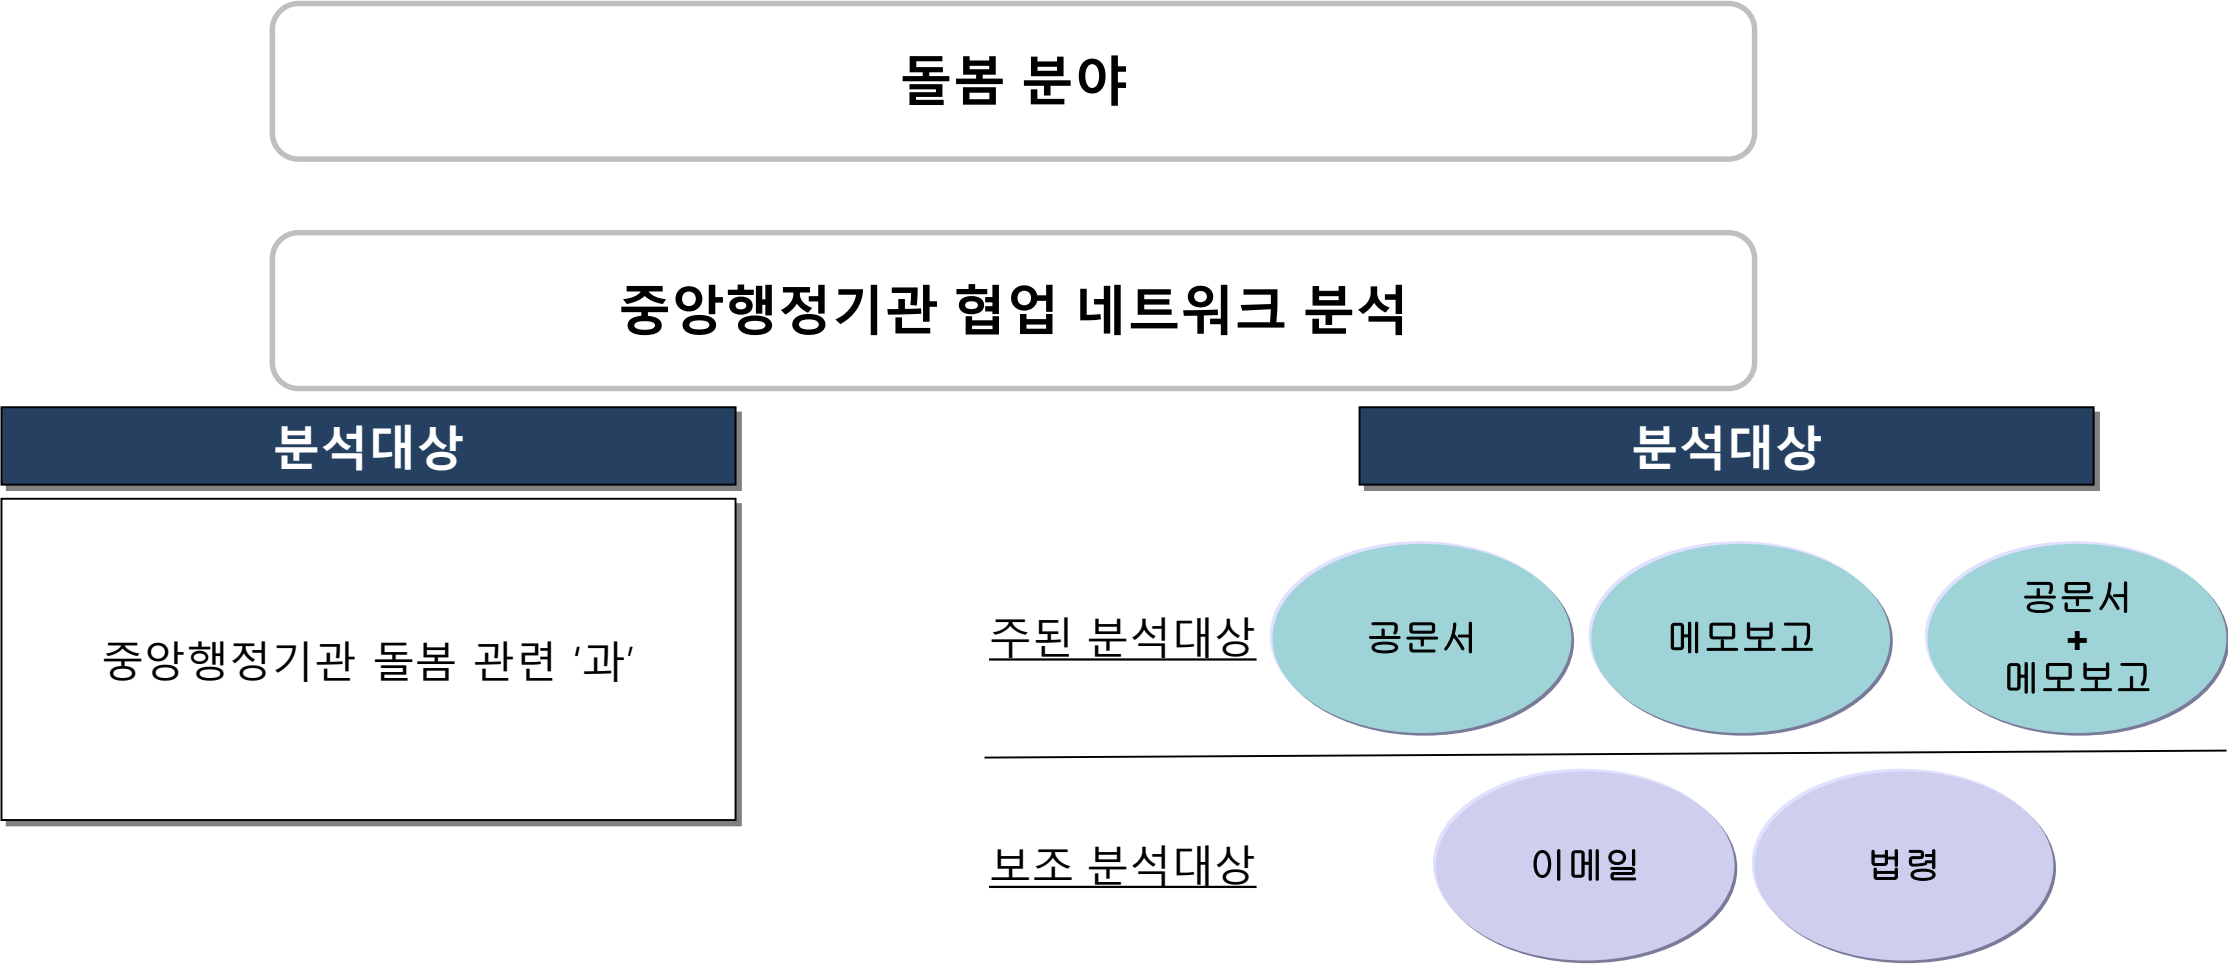 돌봄 분야
중앙행정기관 협업 네트워크 분석
분석대상
중앙행정기관 돌봄 관련 ‘과’
분석대상
주된 분석대상
공문서
메모보고
공문서
+
메모보고
보조 분석대상
이메일
법령